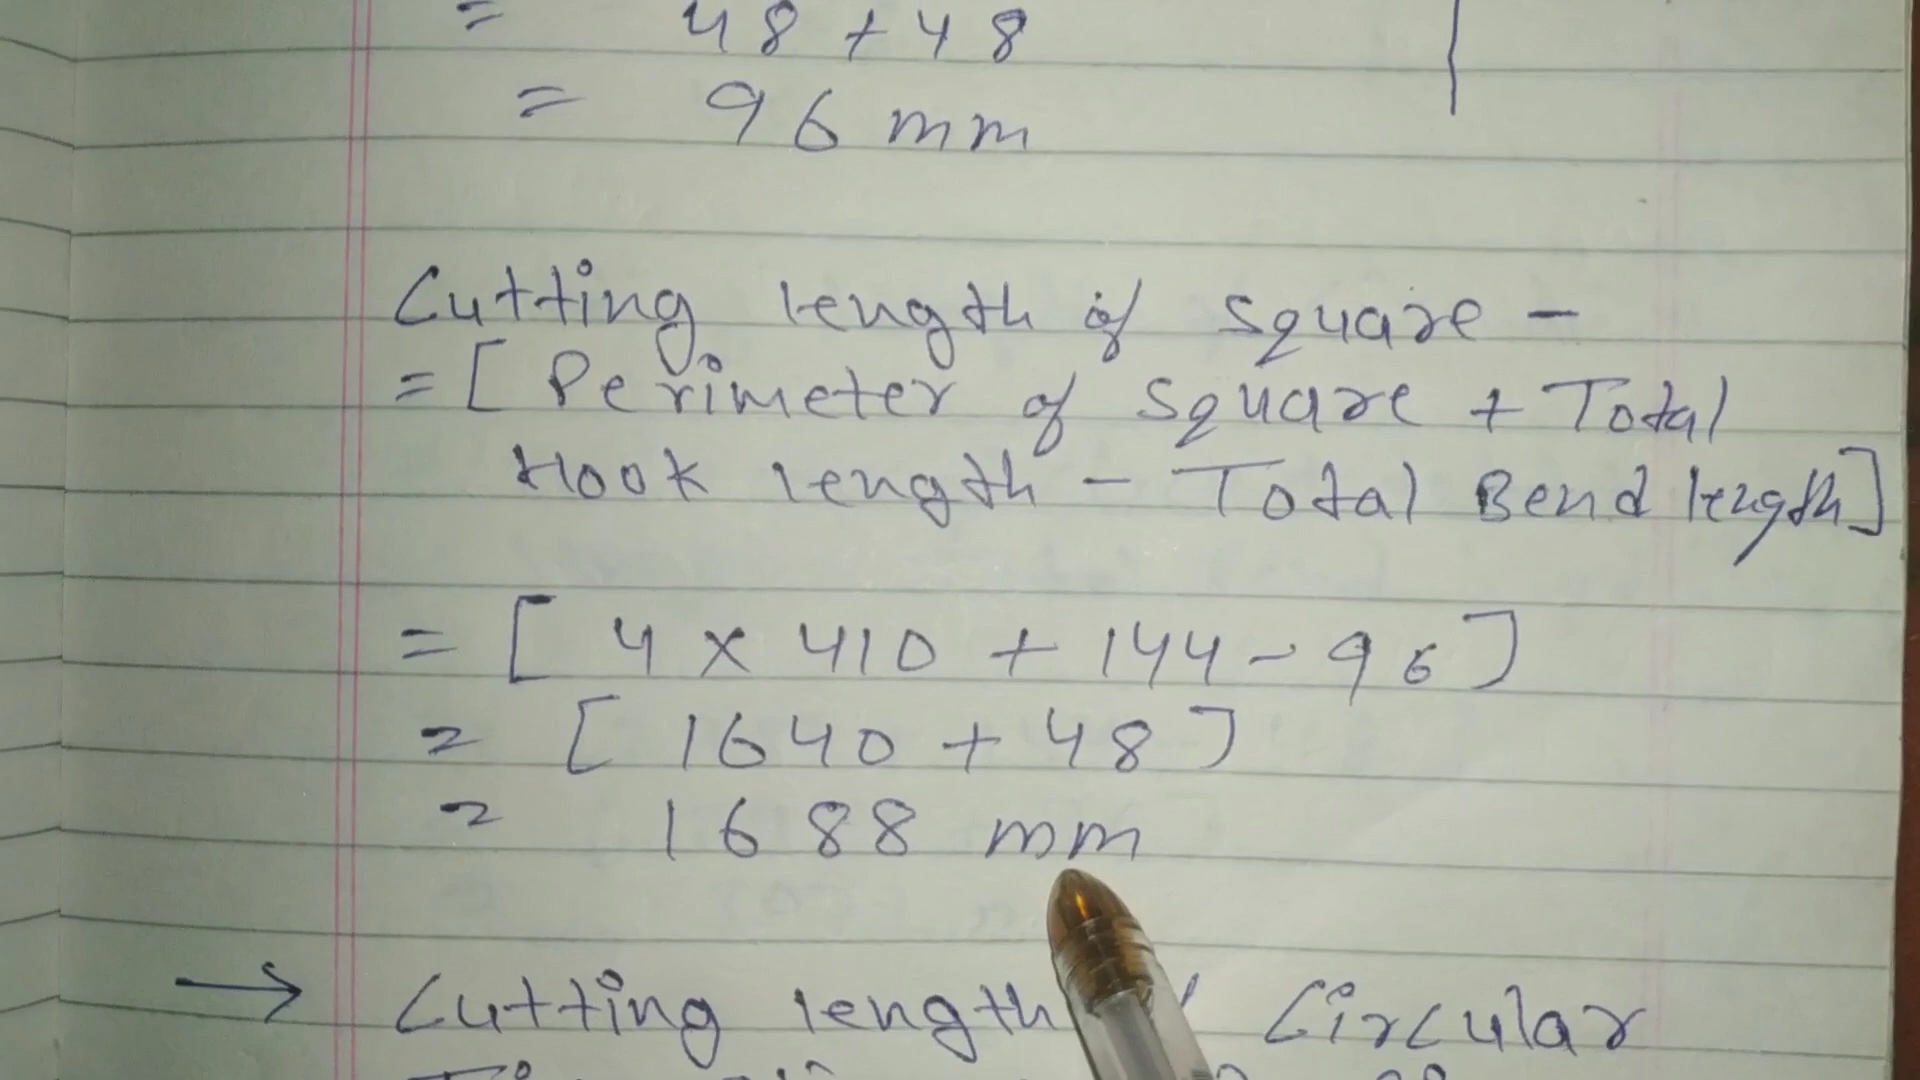 = 48 + 48
= 96 mm
Cutting length of square -
= [ Perimeter of square + Total
Hook length - Total Bend length ]
= [ 4 × 410 + 144 - 96 ]
= [ 1640 + 48 ]
= 1688 mm
→ Cutting length Circular